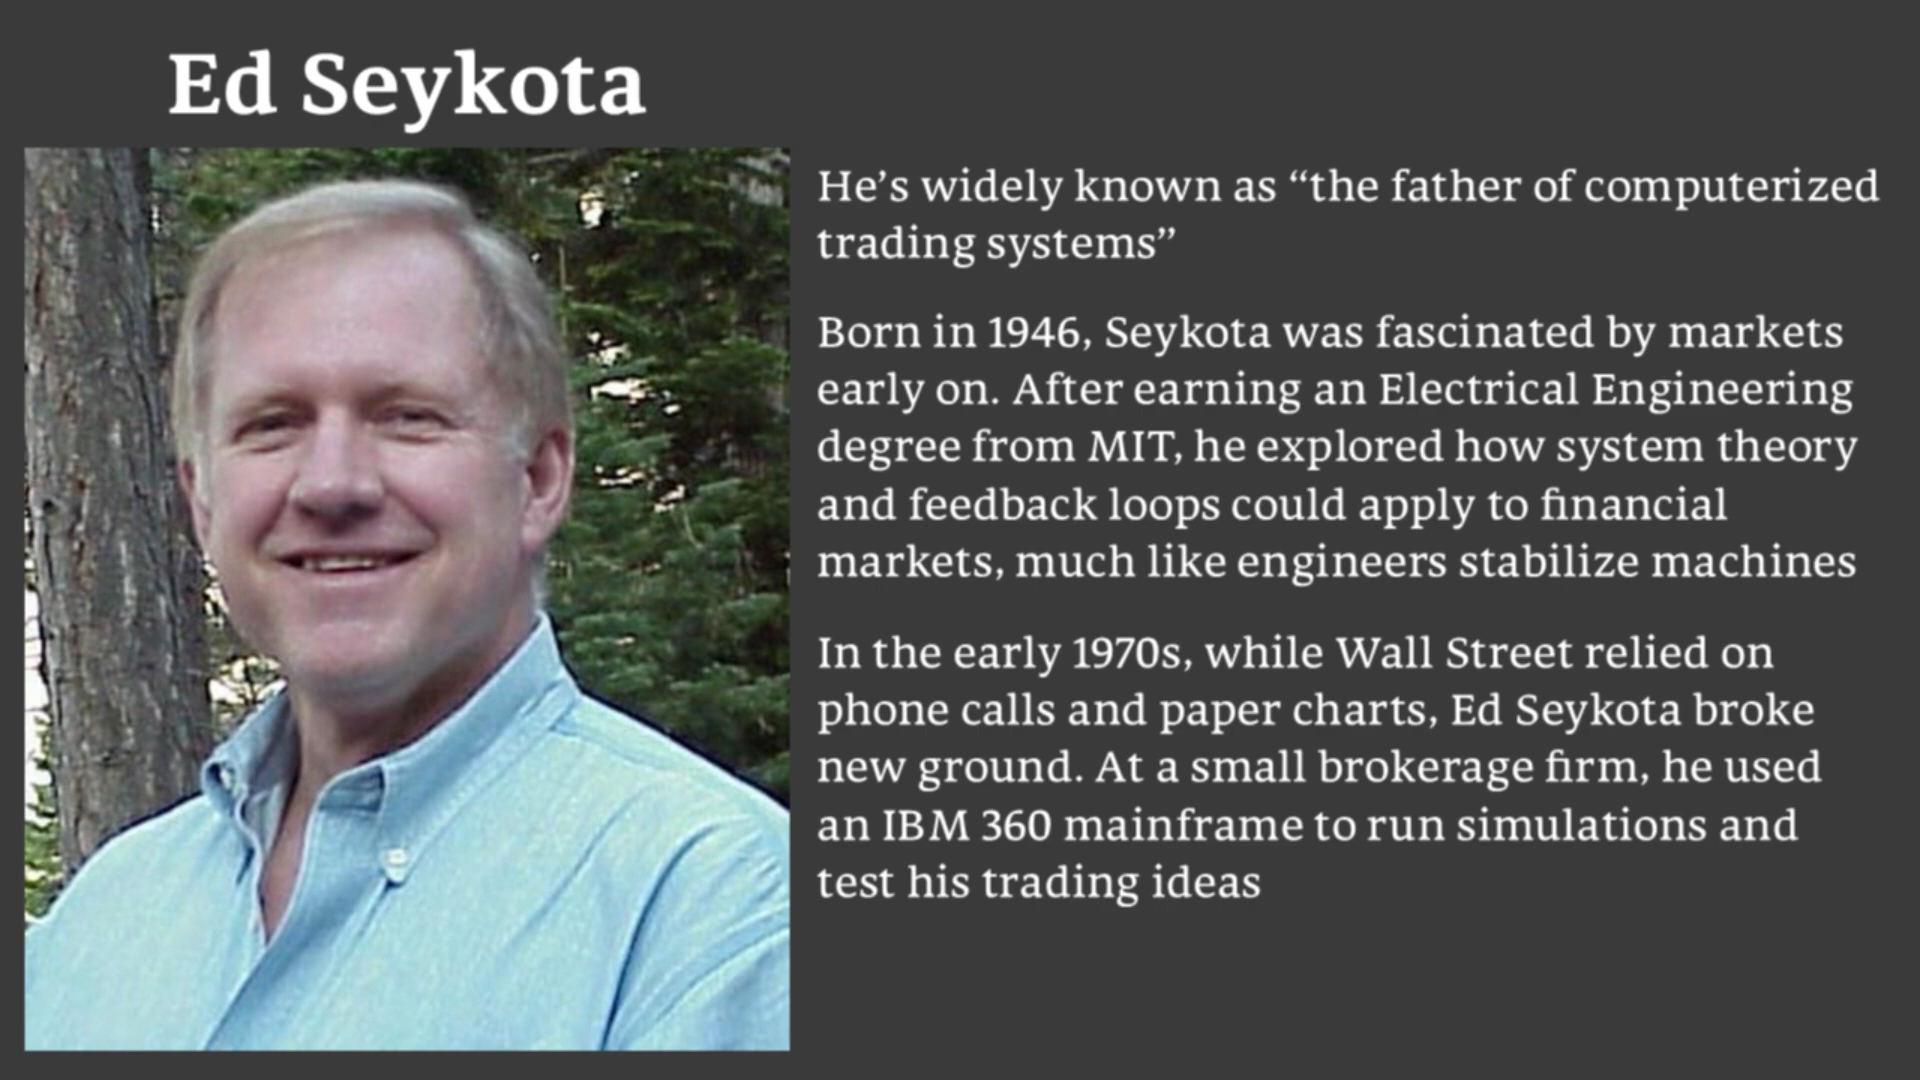 Ed Seykota
He’s widely known as “the father of computerized
trading systems”
Born in 1946, Seykota was fascinated by markets
early on. After earning an Electrical Engineering
degree from MIT, he explored how system theory
and feedback loops could apply to financial
markets, much like engineers stabilize machines
In the early 1970s, while Wall Street relied on
phone calls and paper charts, Ed Seykota broke
new ground. At a small brokerage firm, he used
an IBM 360 mainframe to run simulations and
test his trading ideas